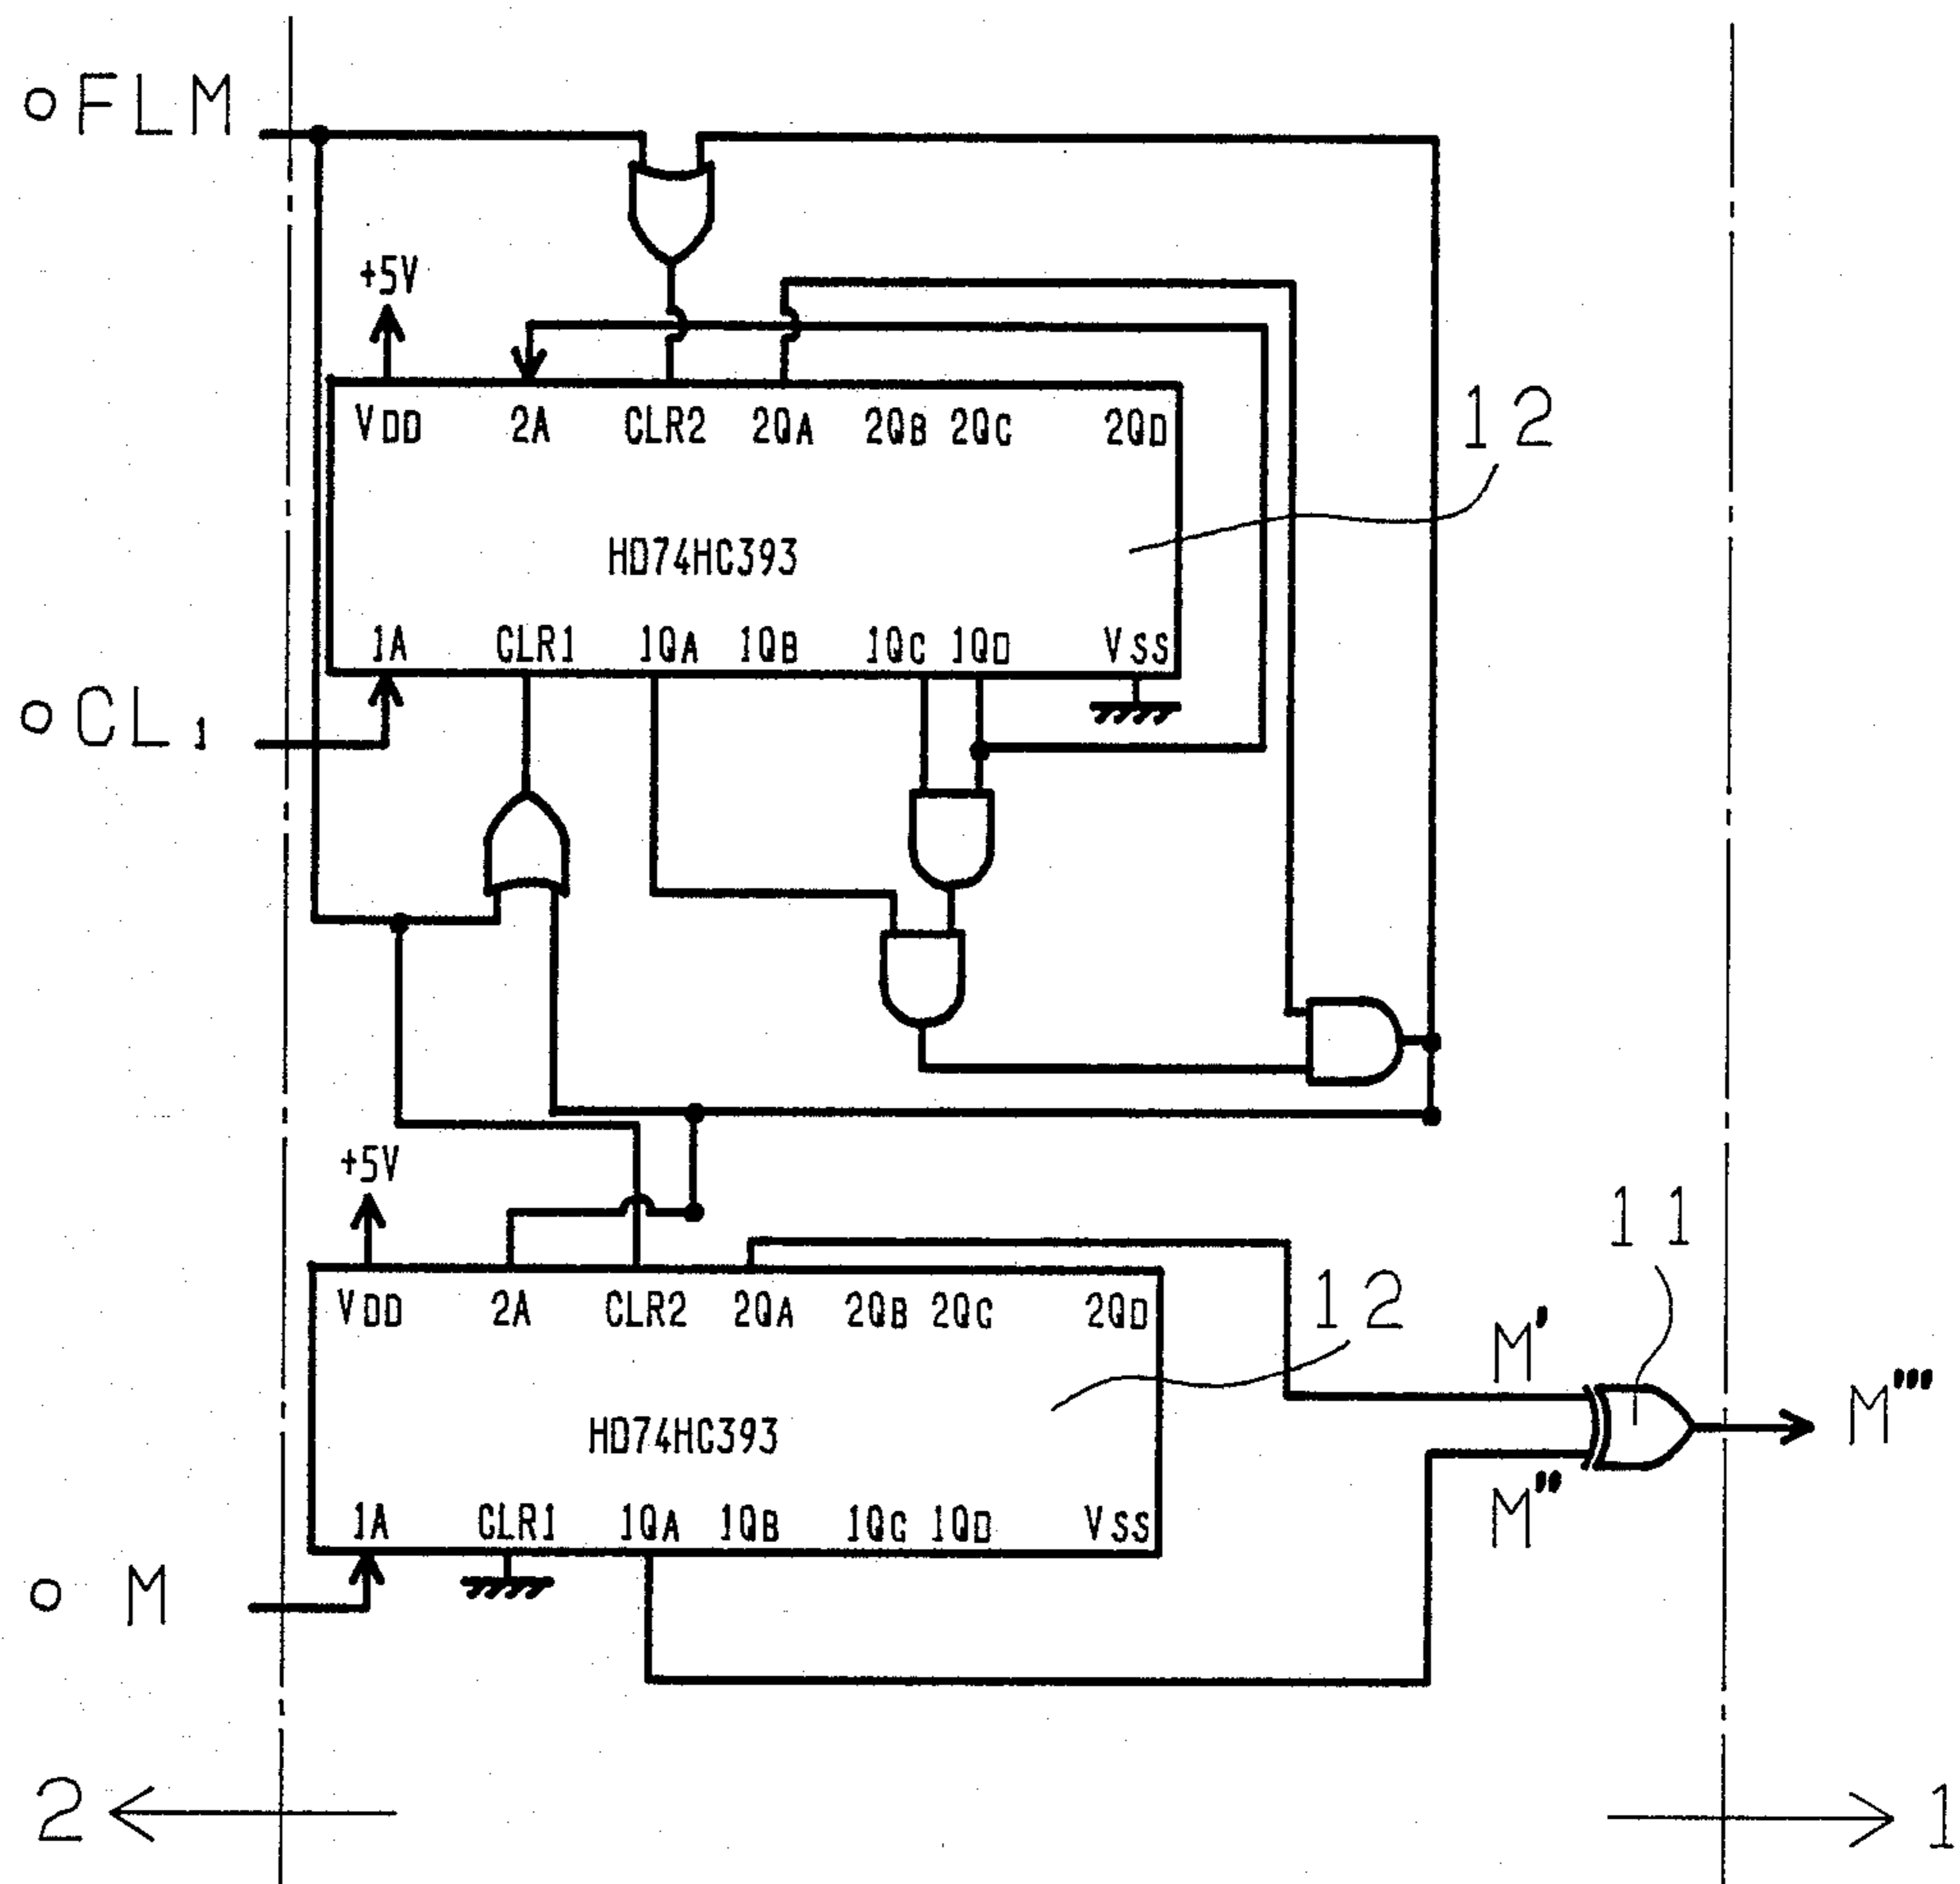 FLM
+5V
VDD 2A CLR2 2QA 2QB 2QC 2QD
12
HD74HC393
1A CLR1 1QA 1QB 1QC 1QD VSS
CL1
+5V
11
VDD 2A CLR2 2QA 2QB 2QC 2QD
12
M'
M'''
HD74HC393
M''
1A CLR1 1QA 1QB 1QC 1QD VSS
M
2
1